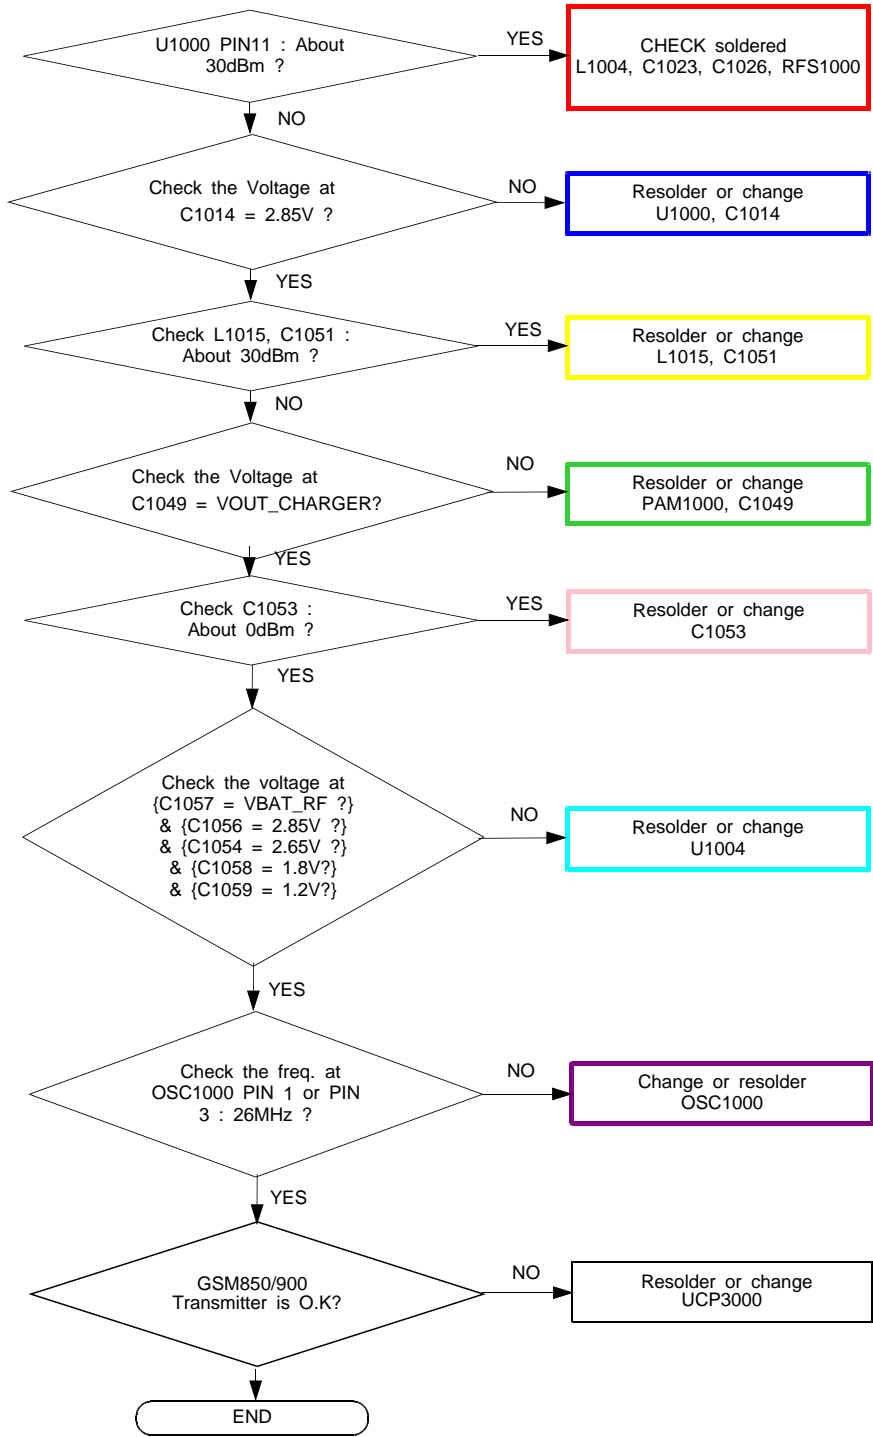 U1000 PIN11 : About
30dBm ?
YES
CHECK soldered
L1004, C1023, C1026, RFS1000
NO
Check the Voltage at
C1014 = 2.85V ?
NO
Resolder or change
U1000, C1014
YES
Check L1015, C1051 :
About 30dBm ?
YES
Resolder or change
L1015, C1051
NO
Check the Voltage at
C1049 = VOUT_CHARGER?
NO
Resolder or change
PAM1000, C1049
YES
Check C1053 :
About 0dBm ?
YES
Resolder or change
C1053
YES
Check the voltage at
{C1057 = VBAT_RF ?}
& {C1056 = 2.85V ?}
& {C1054 = 2.65V ?}
& {C1058 = 1.8V?}
& {C1059 = 1.2V?}
NO
Resolder or change
U1004
YES
Check the freq. at
OSC1000 PIN 1 or PIN
3 : 26MHz ?
NO
Change or resolder
OSC1000
YES
GSM850/900
Transmitter is O.K?
NO
Resolder or change
UCP3000
END